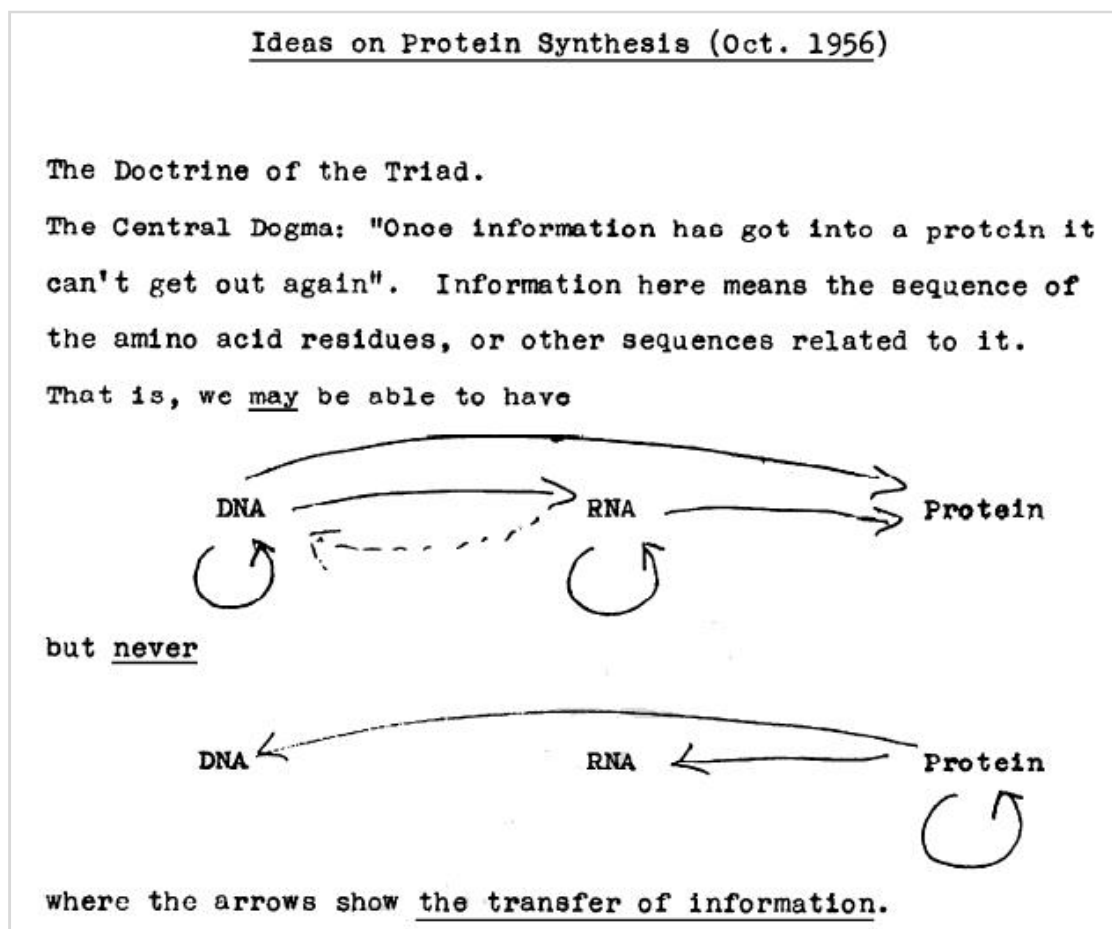 Ideas on Protein Synthesis (Oct. 1956)
The Doctrine of the Triad.
The Central Dogma: "Once information has got into a protein it
can't get out again". Information here means the sequence of
the amino acid residues, or other sequences related to it.
That is, we may be able to have
DNA RNA Protein
but never
DNA RNA Protein
where the arrows show the transfer of information.